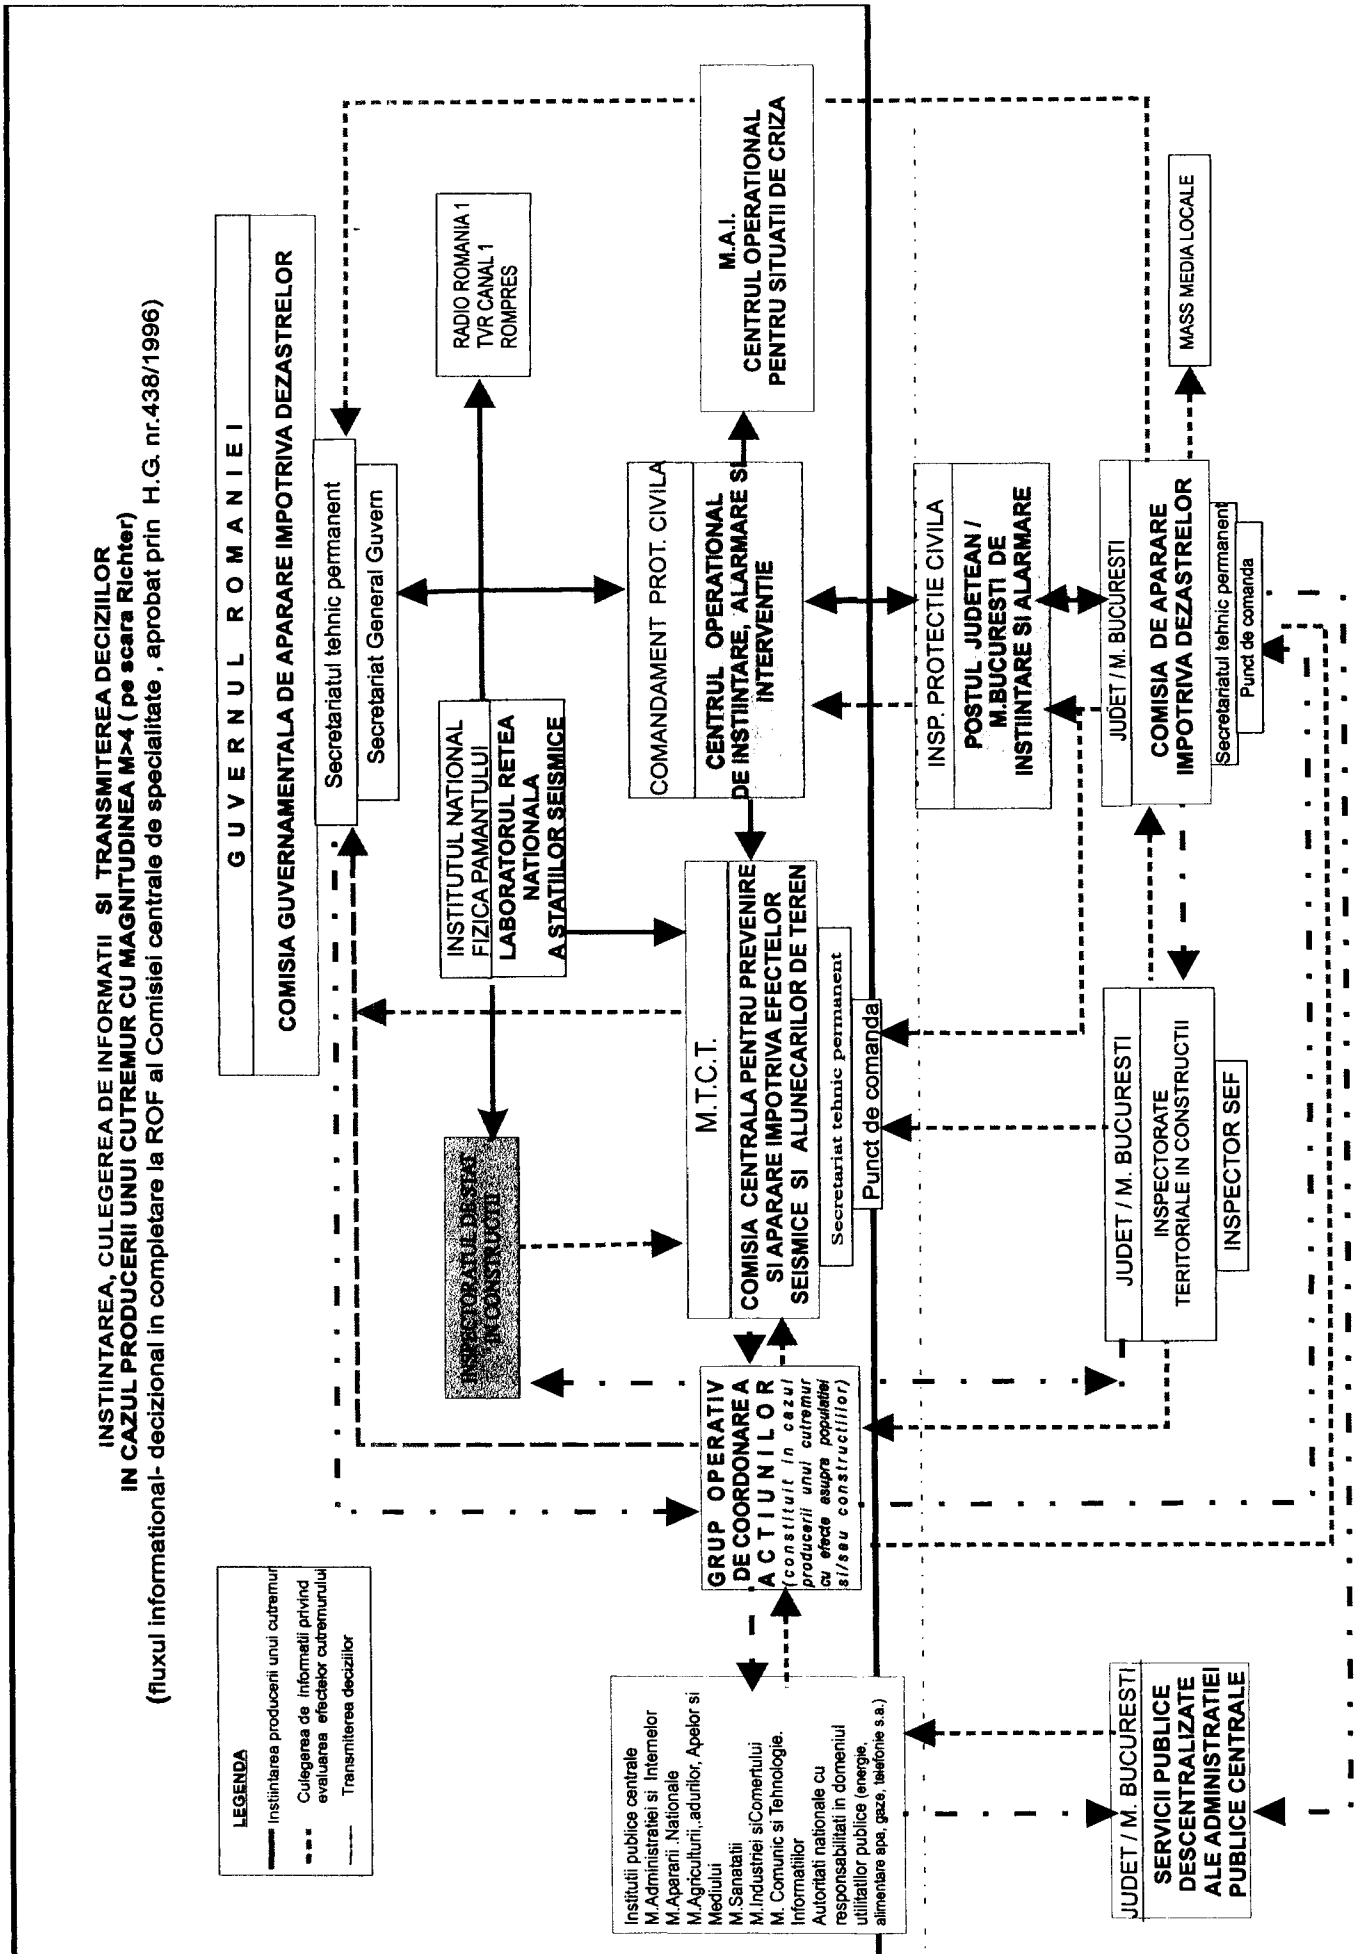 INSTIINTAREA, CULEGEREA DE INFORMATII SI TRANSMITEREA DECIZIILOR
IN CAZUL PRODUCERII UNUI CUTREMUR CU MAGNITUDINEA M>4 ( pe scara Richter)
(fluxul informational- decizional in completare la ROF al Comisiei centrale de specialitate , aprobat prin H.G. nr.438/1996)
LEGENDA
Instiintarea producerii unui cutremur
Culegerea de informatii privind
evaluarea efectelor cutremurului
Transmiterea deciziilor
GUVERNUL ROMANIEI
COMISIA GUVERNAMENTALA DE APARARE IMPOTRIVA DEZASTRELOR
Secretariatul tehnic permanent
Secretariat General Guvern
RADIO ROMANIA 1
TVR CANAL 1
ROMPRES
INSTITUTUL NATIONAL
FIZICA PAMANTULUI
LABORATORUL RETEA
NATIONALA
A STATIILOR SEISMICE
INSPECTORATUL DE STAT
IN CONSTRUCTII
Institutii publice centrale
M.Administratiei si Internelor
M.Apararii .Nationale
M.Agriculturii,.adurilor, Apelor si
Mediului
M.Sanatatii
M.Industriei siComertului
M. Comunic si Tehnologie.
Informatiilor
Autoritati nationale cu
responsabilitati in domeniul
utilitatilor publice (energie,
alimentare apa, gaze, telefonie s.a.)
GRUP OPERATIV
DE COORDONARE A
ACTIUNILOR
(constituit in cazul
producerii unui cutremur
cu efecte asupra populatiei
si/sau constructiilor)
M.T.C.T.
COMISIA CENTRALA PENTRU PREVENIRE
SI APARARE IMPOTRIVA EFECTELOR
SEISMICE SI ALUNECARILOR DE TEREN
Secretariat tehnic permanent
Punct de comanda
COMANDAMENT PROT. CIVILA
CENTRUL OPERATIONAL
DE INSTIINTARE, ALARMARE SI
INTERVENTIE
M.A.I.
CENTRUL OPERATIONAL
PENTRU SITUATII DE CRIZA
INSP. PROTECTIE CIVILA
POSTUL JUDETEAN /
M.BUCURESTI DE
INSTIINTARE SI ALARMARE
JUDET / M. BUCURESTI
SERVICII PUBLICE
DESCENTRALIZATE
ALE ADMINISTRATIEI
PUBLICE CENTRALE
JUDET / M. BUCURESTI
INSPECTORATE
TERITORIALE IN CONSTRUCTII
INSPECTOR SEF
JUDET / M. BUCURESTI
COMISIA DE APARARE
IMPOTRIVA DEZASTRELOR
Secretariatul tehnic permanent
Punct de comanda
MASS MEDIA LOCALE